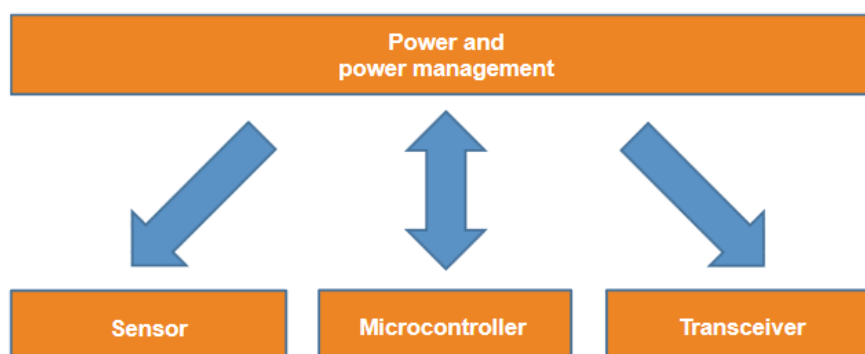 Power and
power management
Sensor
Microcontroller
Transceiver